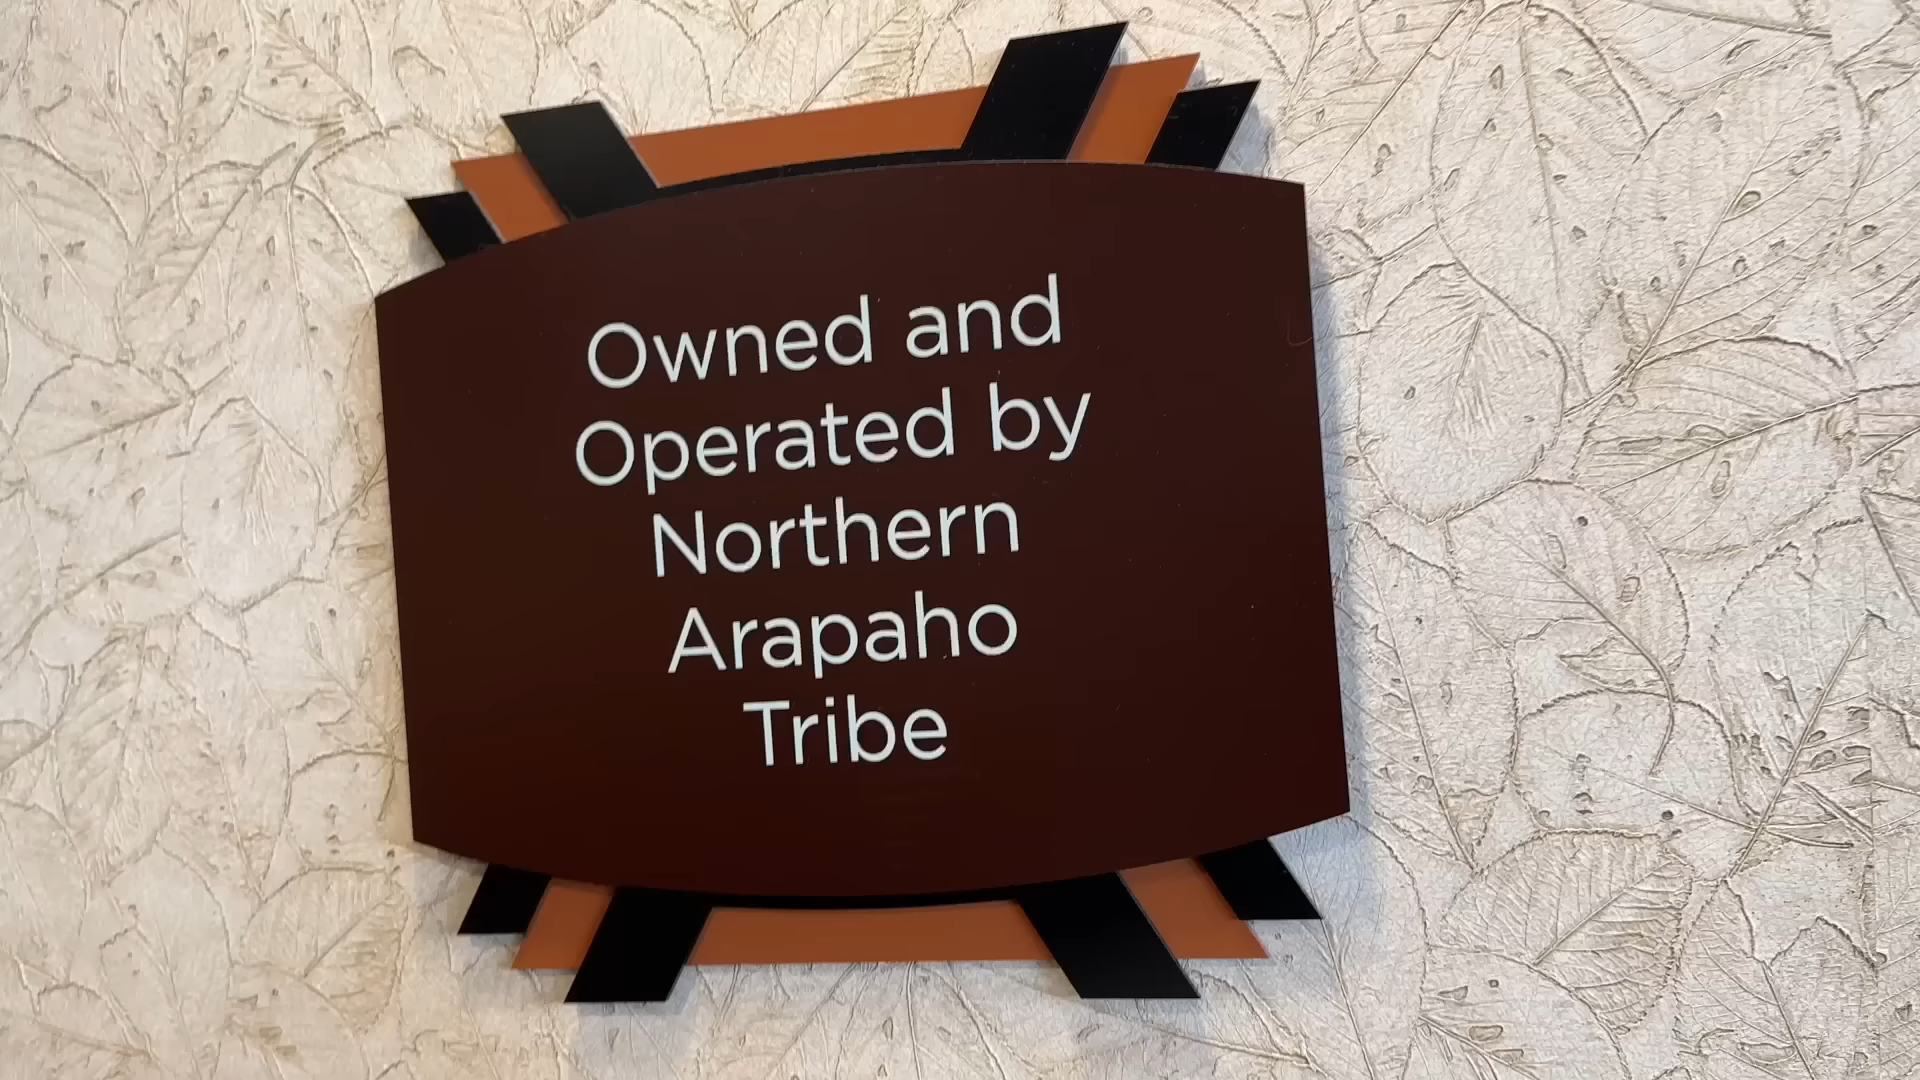 Owned and
Operated by
Northern
Arapaho
Tribe